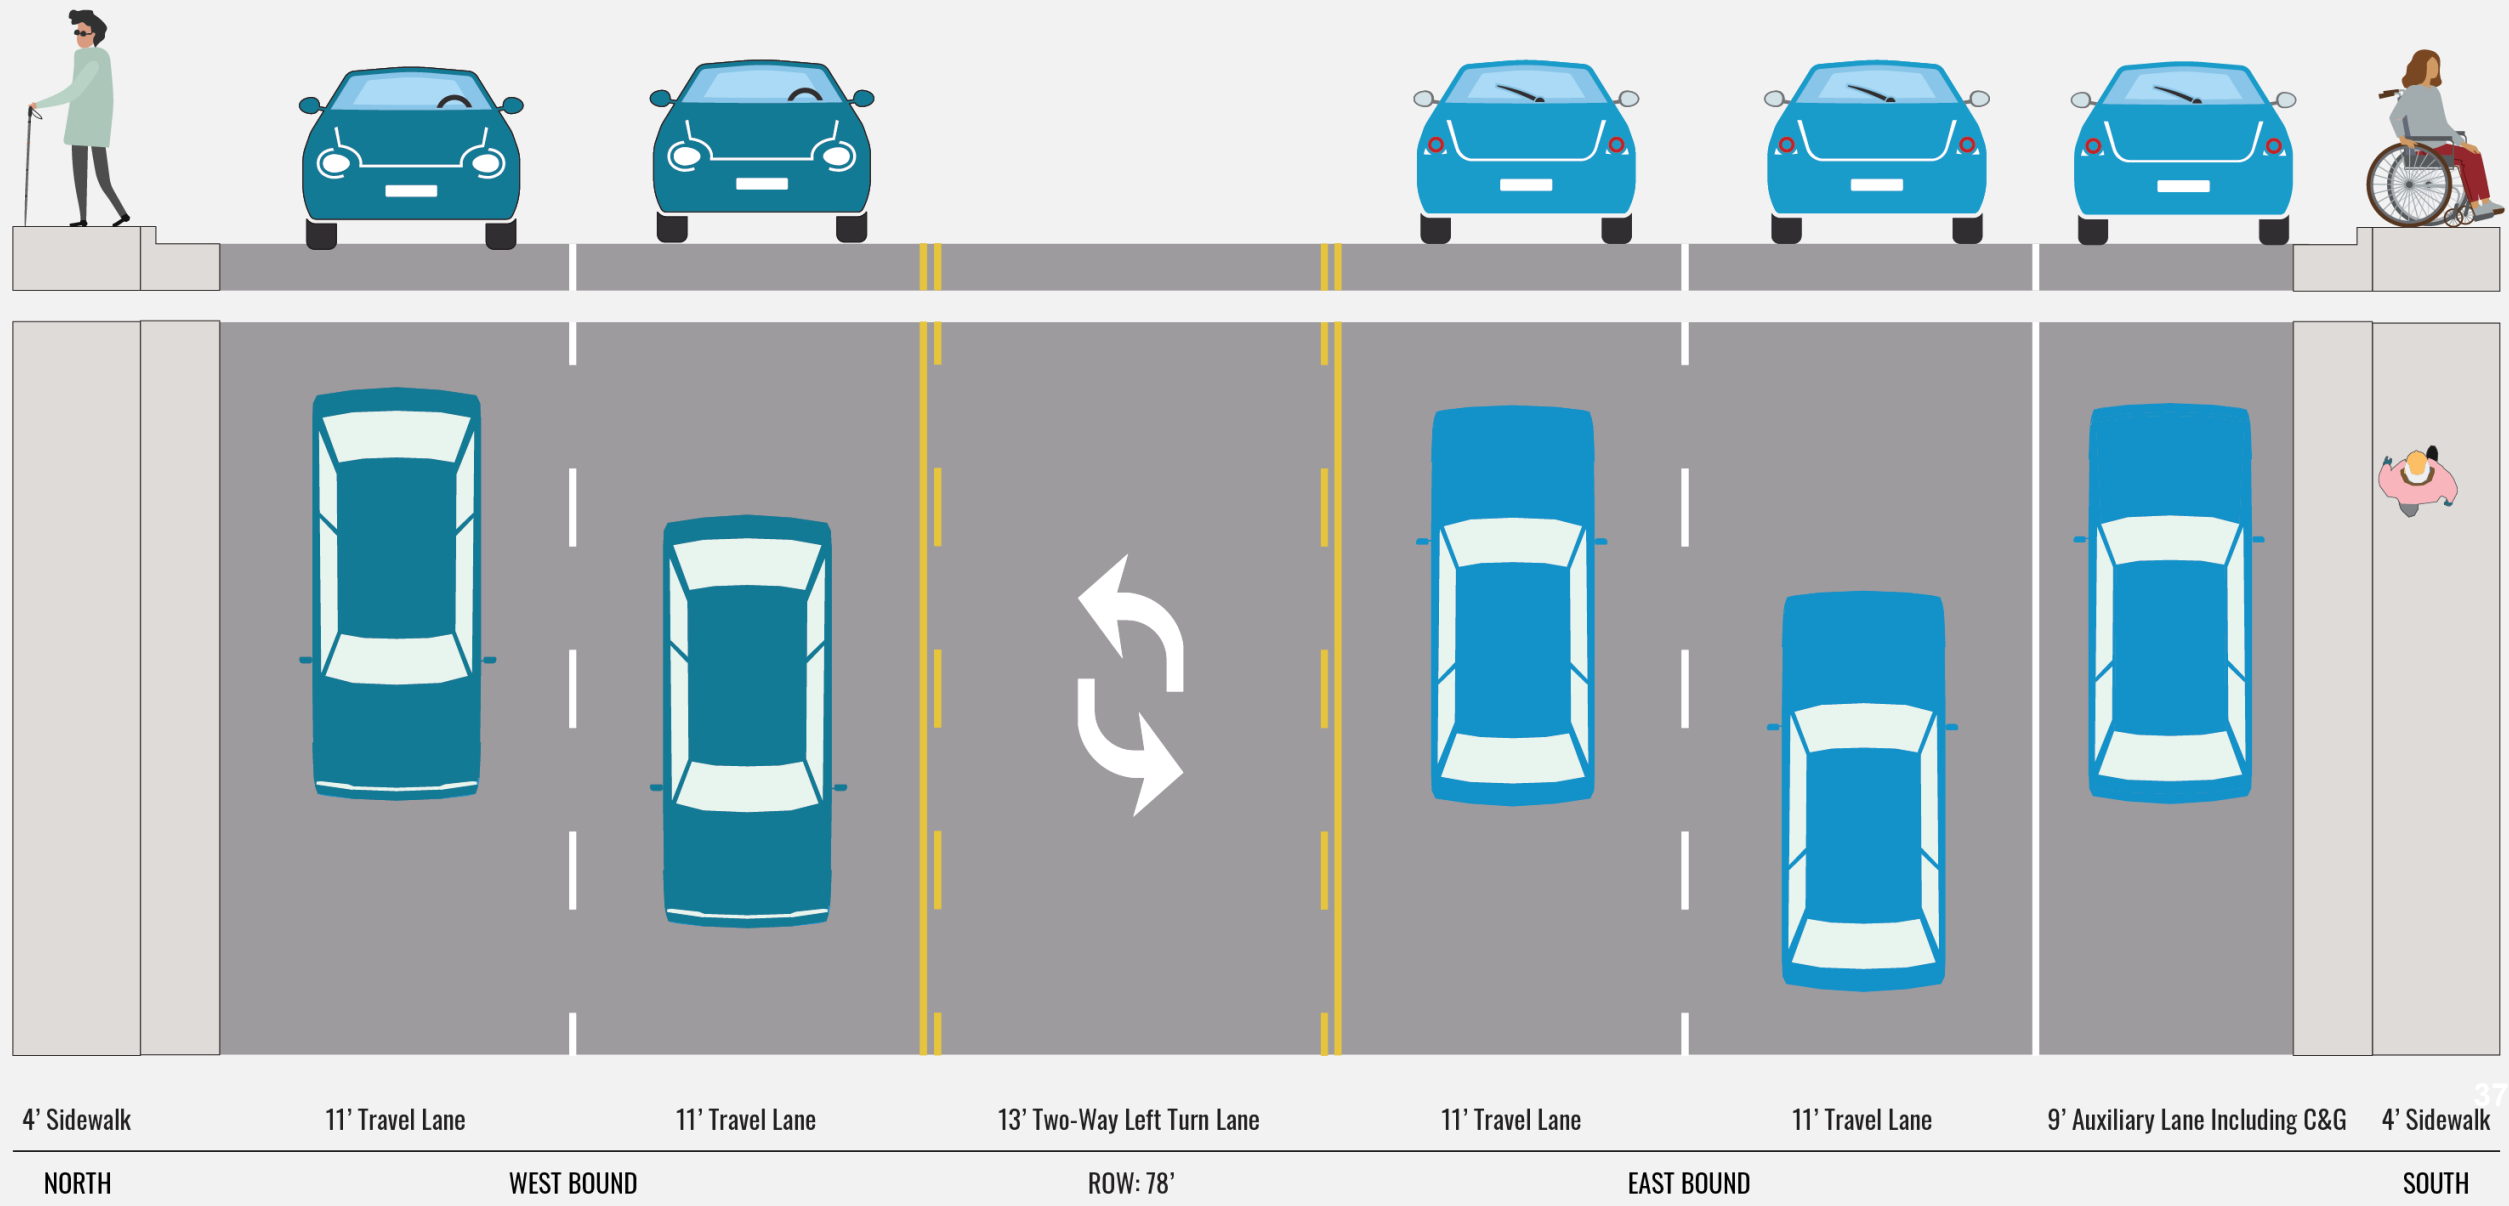 37
4’ Sidewalk
11’ Travel Lane
11’ Travel Lane
13’ Two-Way Left Turn Lane
11’ Travel Lane
11’ Travel Lane
9’ Auxiliary Lane Including C&G
4’ Sidewalk
NORTH
WEST BOUND
ROW: 78’
EAST BOUND
SOUTH